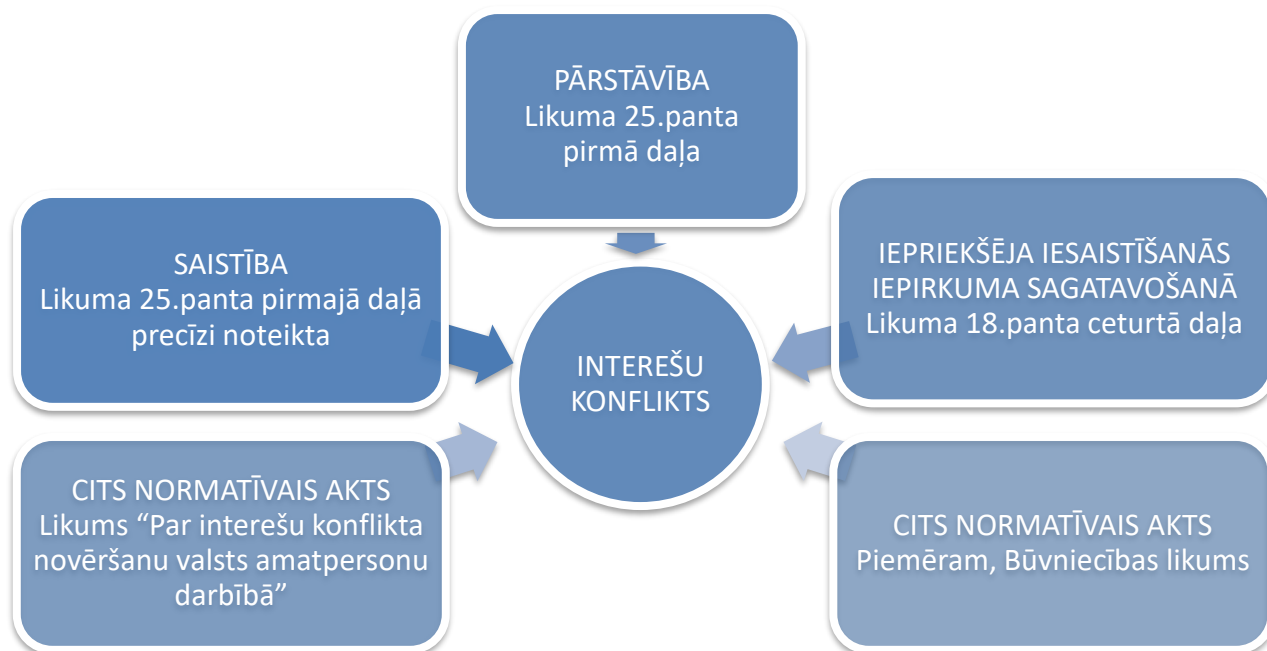 PĀRSTĀVĪBA
Likuma 25.panta
pirmā daļa
SAISTĪBA
Likuma 25.panta pirmajā daļā
precīzi noteikta
IEPRIEKŠĒJA IESAISTĪŠANĀS
IEPIRKUMA SAGATAVOŠANĀ
Likuma 18.panta ceturtā daļa
INTEREŠU
KONFLIKTS
CITS NORMATĪVAIS AKTS
Likums “Par interešu konflikta
novēršanu valsts amatpersonu
darbībā”
CITS NORMATĪVAIS AKTS
Piemēram, Būvniecības likums